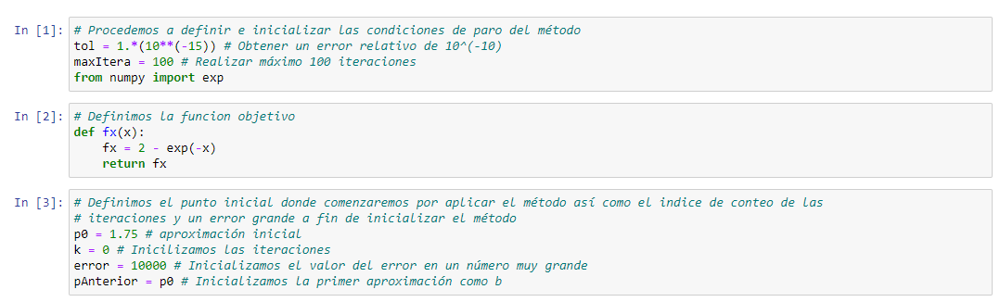 In [1]: # Procedemos a definir e inicializar las condiciones de paro del método
tol = 1.*(10**(-15)) # Obtener un error relativo de 10^(-10)
maxItera = 100 # Realizar máximo 100 iteraciones
from numpy import exp
In [2]: # Definimos la funcion objetivo
def fx(x):
    fx = 2 - exp(-x)
    return fx
In [3]: # Definimos el punto inicial donde comenzaremos por aplicar el método así como el indice de conteo de las
# iteraciones y un error grande a fin de inicializar el método
p0 = 1.75 # aproximación inicial
k = 0 # Inicilizamos las iteraciones
error = 10000 # Inicializamos el valor del error en un número muy grande
pAnterior = p0 # Inicializamos la primer aproximación como b